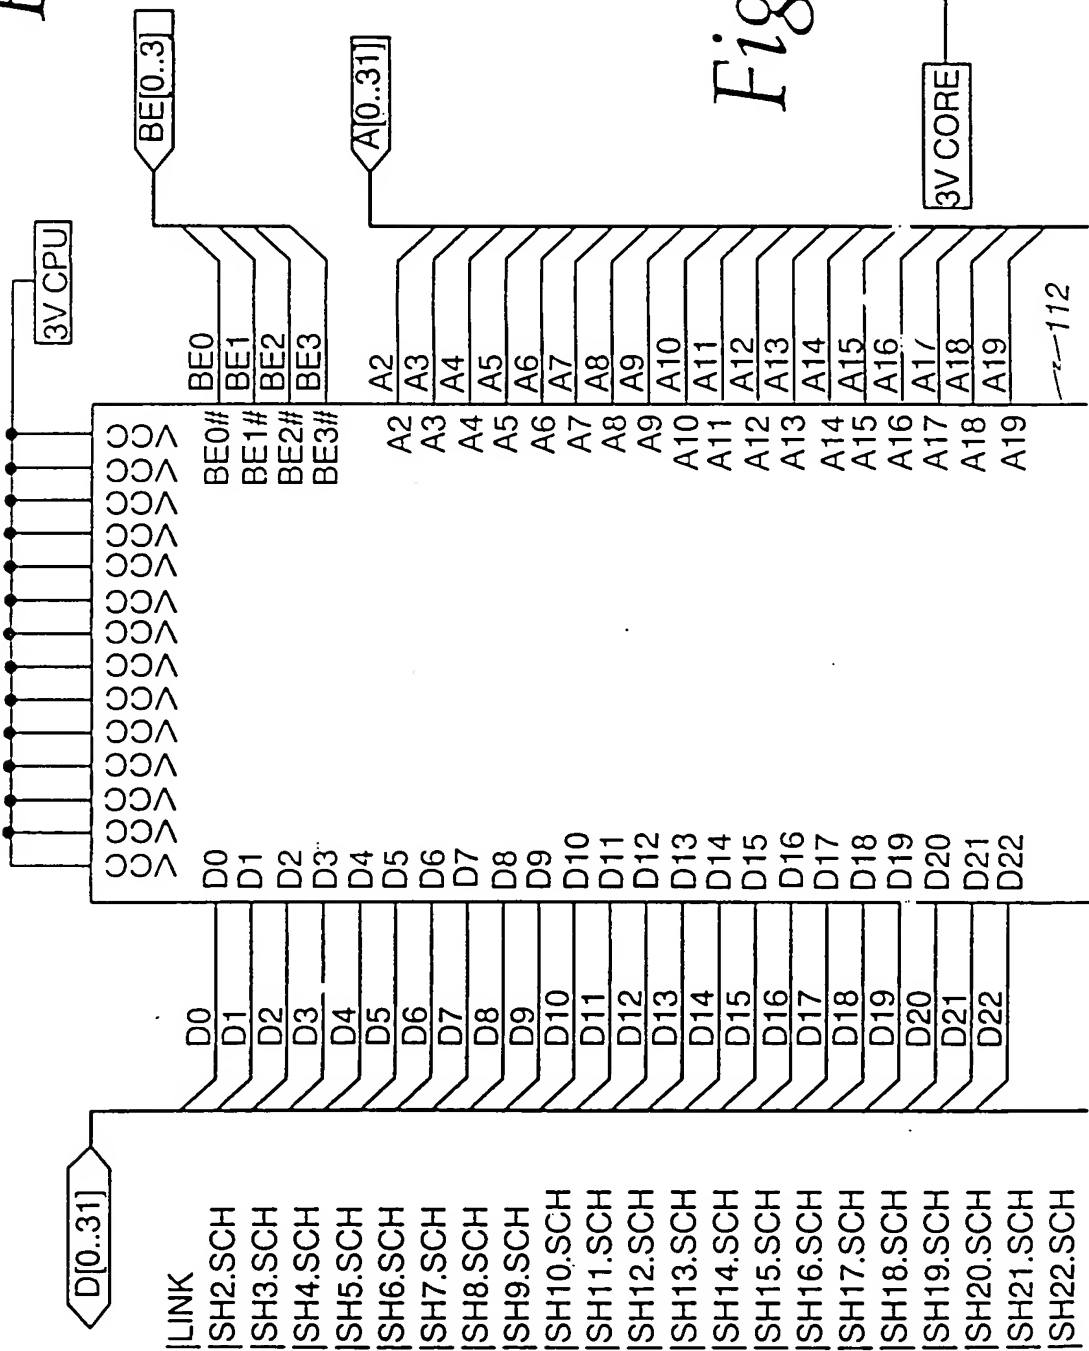 |LINK
|SH2.SCH
|SH3.SCH
|SH4.SCH
|SH5.SCH
|SH6.SCH
|SH7.SCH
|SH8.SCH
|SH9.SCH
|SH10.SCH
|SH11.SCH
|SH12.SCH
|SH13.SCH
|SH14.SCH
|SH15.SCH
|SH16.SCH
|SH17.SCH
|SH18.SCH
|SH19.SCH
|SH20.SCH
|SH21.SCH
|SH22.SCH
D[0..31]
D0
D1
D2
D3
D4
D5
D6
D7
D8
D9
D10
D11
D12
D13
D14
D15
D16
D17
D18
D19
D20
D21
D22
D0
D1
D2
D3
D4
D5
D6
D7
D8
D9
D10
D11
D12
D13
D14
D15
D16
D17
D18
D19
D20
D21
D22
VCC
VCC
VCC
VCC
VCC
VCC
VCC
VCC
VCC
VCC
VCC
VCC
VCC
VCC
3V CPU
BE0#
BE1#
BE2#
BE3#
A2
A3
A4
A5
A6
A7
A8
A9
A10
A11
A12
A13
A14
A15
A16
A17
A18
A19
BE0
BE1
BE2
BE3
A2
A3
A4
A5
A6
A7
A8
A9
A10
A11
A12
A13
A14
A15
A16
A17
A18
A19
112
BE[0..3]
A[0..31]
3V CORE
Fig